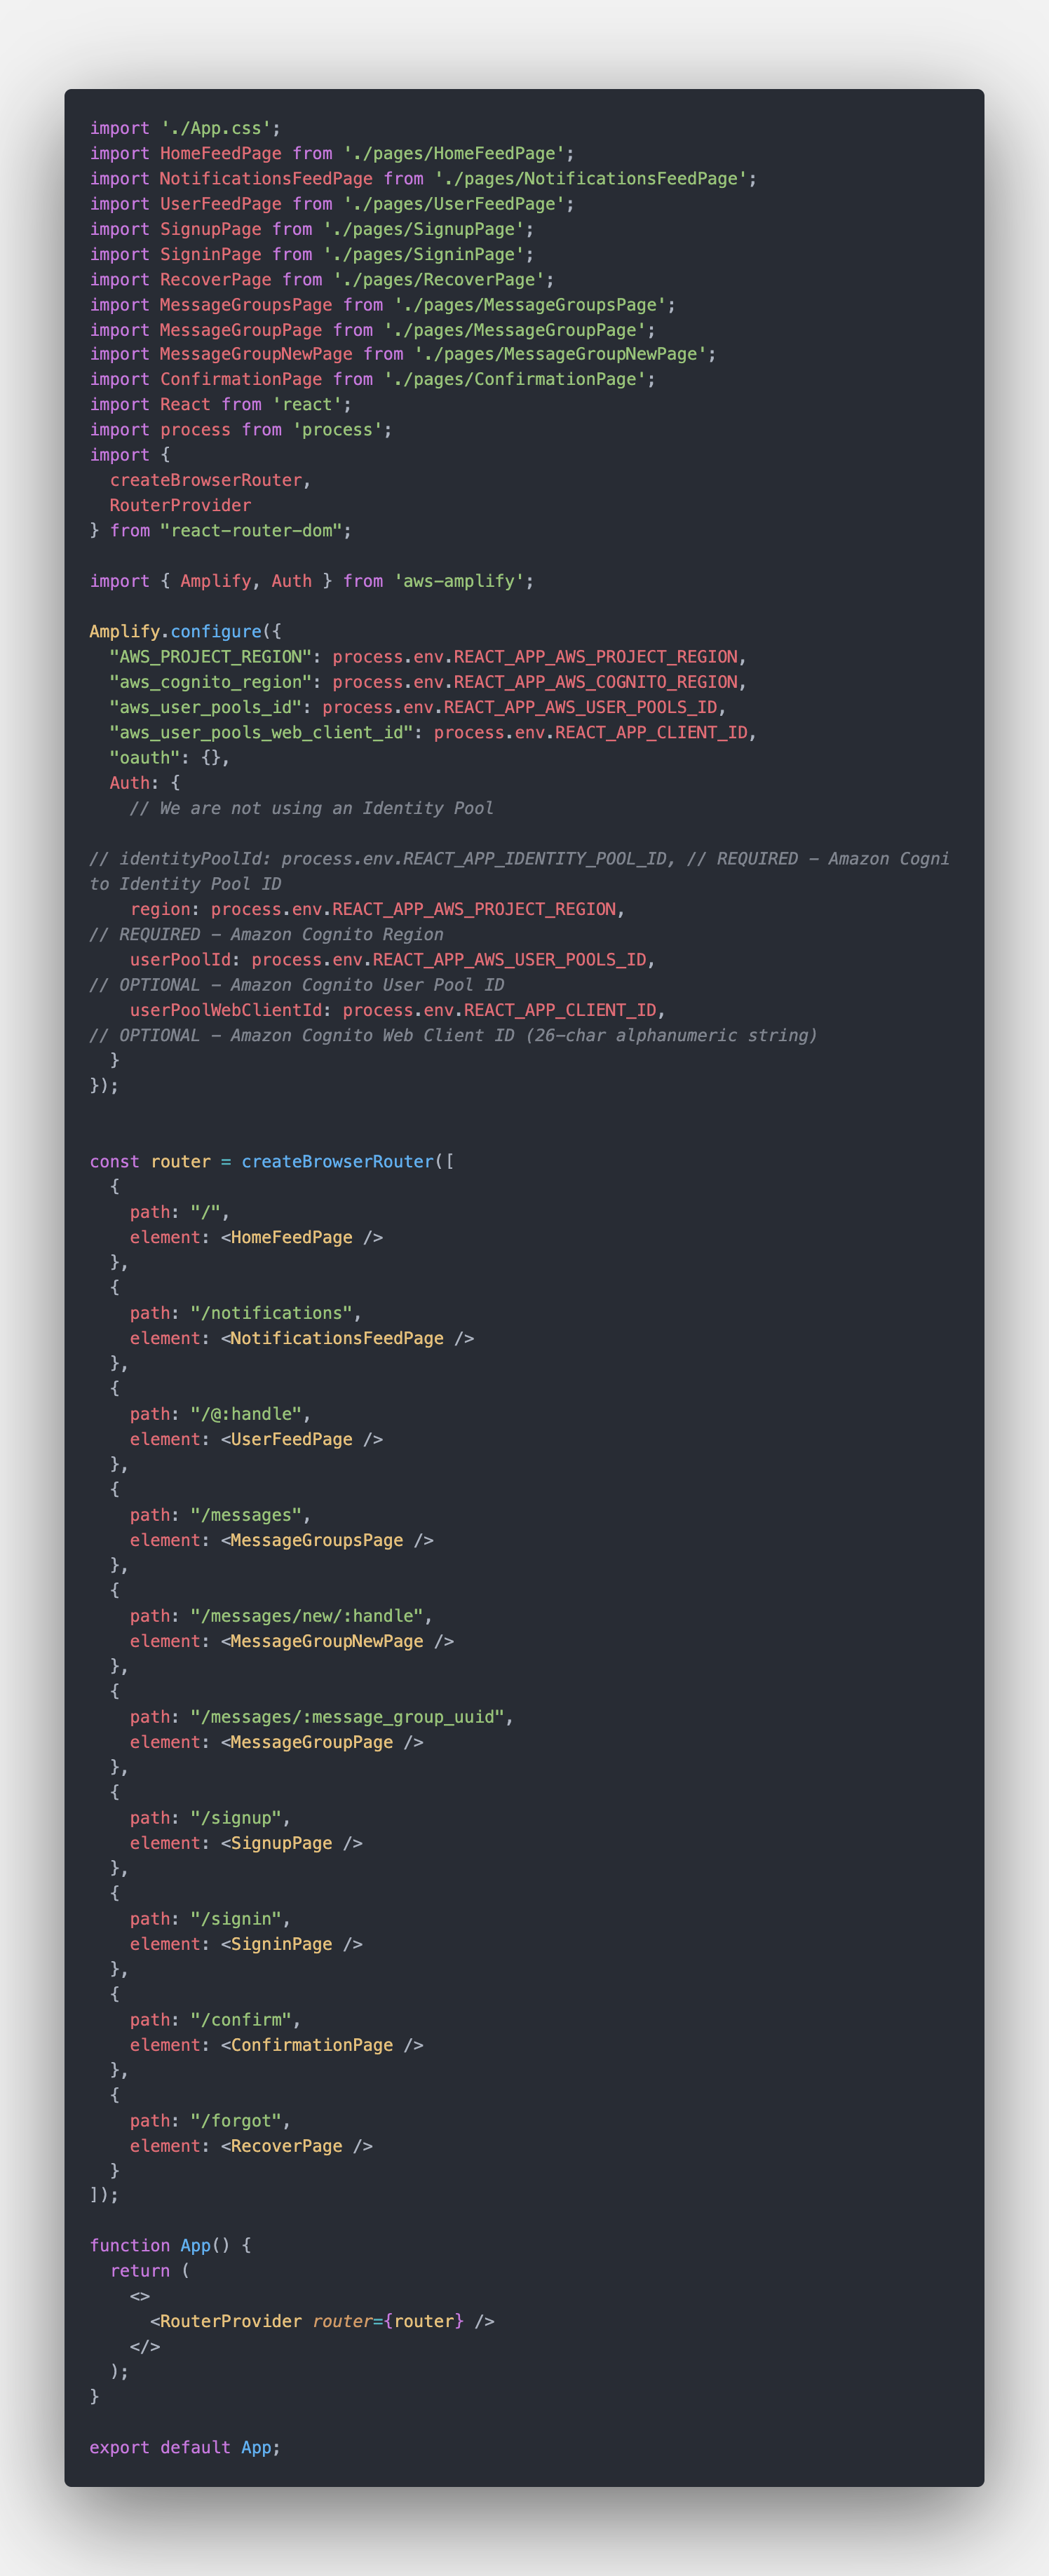 import './App.css';
import HomeFeedPage from './pages/HomeFeedPage';
import NotificationsFeedPage from './pages/NotificationsFeedPage';
import UserFeedPage from './pages/UserFeedPage';
import SignupPage from './pages/SignupPage';
import SigninPage from './pages/SigninPage';
import RecoverPage from './pages/RecoverPage';
import MessageGroupsPage from './pages/MessageGroupsPage';
import MessageGroupPage from './pages/MessageGroupPage';
import MessageGroupNewPage from './pages/MessageGroupNewPage';
import ConfirmationPage from './pages/ConfirmationPage';
import React from 'react';
import process from 'process';
import {
  createBrowserRouter,
  RouterProvider
} from "react-router-dom";

import { Amplify, Auth } from 'aws-amplify';

Amplify.configure({
  "AWS_PROJECT_REGION": process.env.REACT_APP_AWS_PROJECT_REGION,
  "aws_cognito_region": process.env.REACT_APP_AWS_COGNITO_REGION,
  "aws_user_pools_id": process.env.REACT_APP_AWS_USER_POOLS_ID,
  "aws_user_pools_web_client_id": process.env.REACT_APP_CLIENT_ID,
  "oauth": {},
  Auth: {
    // We are not using an Identity Pool

// identityPoolId: process.env.REACT_APP_IDENTITY_POOL_ID, // REQUIRED - Amazon Cogni
to Identity Pool ID
    region: process.env.REACT_APP_AWS_PROJECT_REGION,
// REQUIRED - Amazon Cognito Region
    userPoolId: process.env.REACT_APP_AWS_USER_POOLS_ID,
// OPTIONAL - Amazon Cognito User Pool ID
    userPoolWebClientId: process.env.REACT_APP_CLIENT_ID,
// OPTIONAL - Amazon Cognito Web Client ID (26-char alphanumeric string)
  }
});


const router = createBrowserRouter([
  {
    path: "/",
    element: <HomeFeedPage />
  },
  {
    path: "/notifications",
    element: <NotificationsFeedPage />
  },
  {
    path: "/@:handle",
    element: <UserFeedPage />
  },
  {
    path: "/messages",
    element: <MessageGroupsPage />
  },
  {
    path: "/messages/new/:handle",
    element: <MessageGroupNewPage />
  },
  {
    path: "/messages/:message_group_uuid",
    element: <MessageGroupPage />
  },
  {
    path: "/signup",
    element: <SignupPage />
  },
  {
    path: "/signin",
    element: <SigninPage />
  },
  {
    path: "/confirm",
    element: <ConfirmationPage />
  },
  {
    path: "/forgot",
    element: <RecoverPage />
  }
]);

function App() {
  return (
    <>
      <RouterProvider router={router} />
    </>
  );
}

export default App;